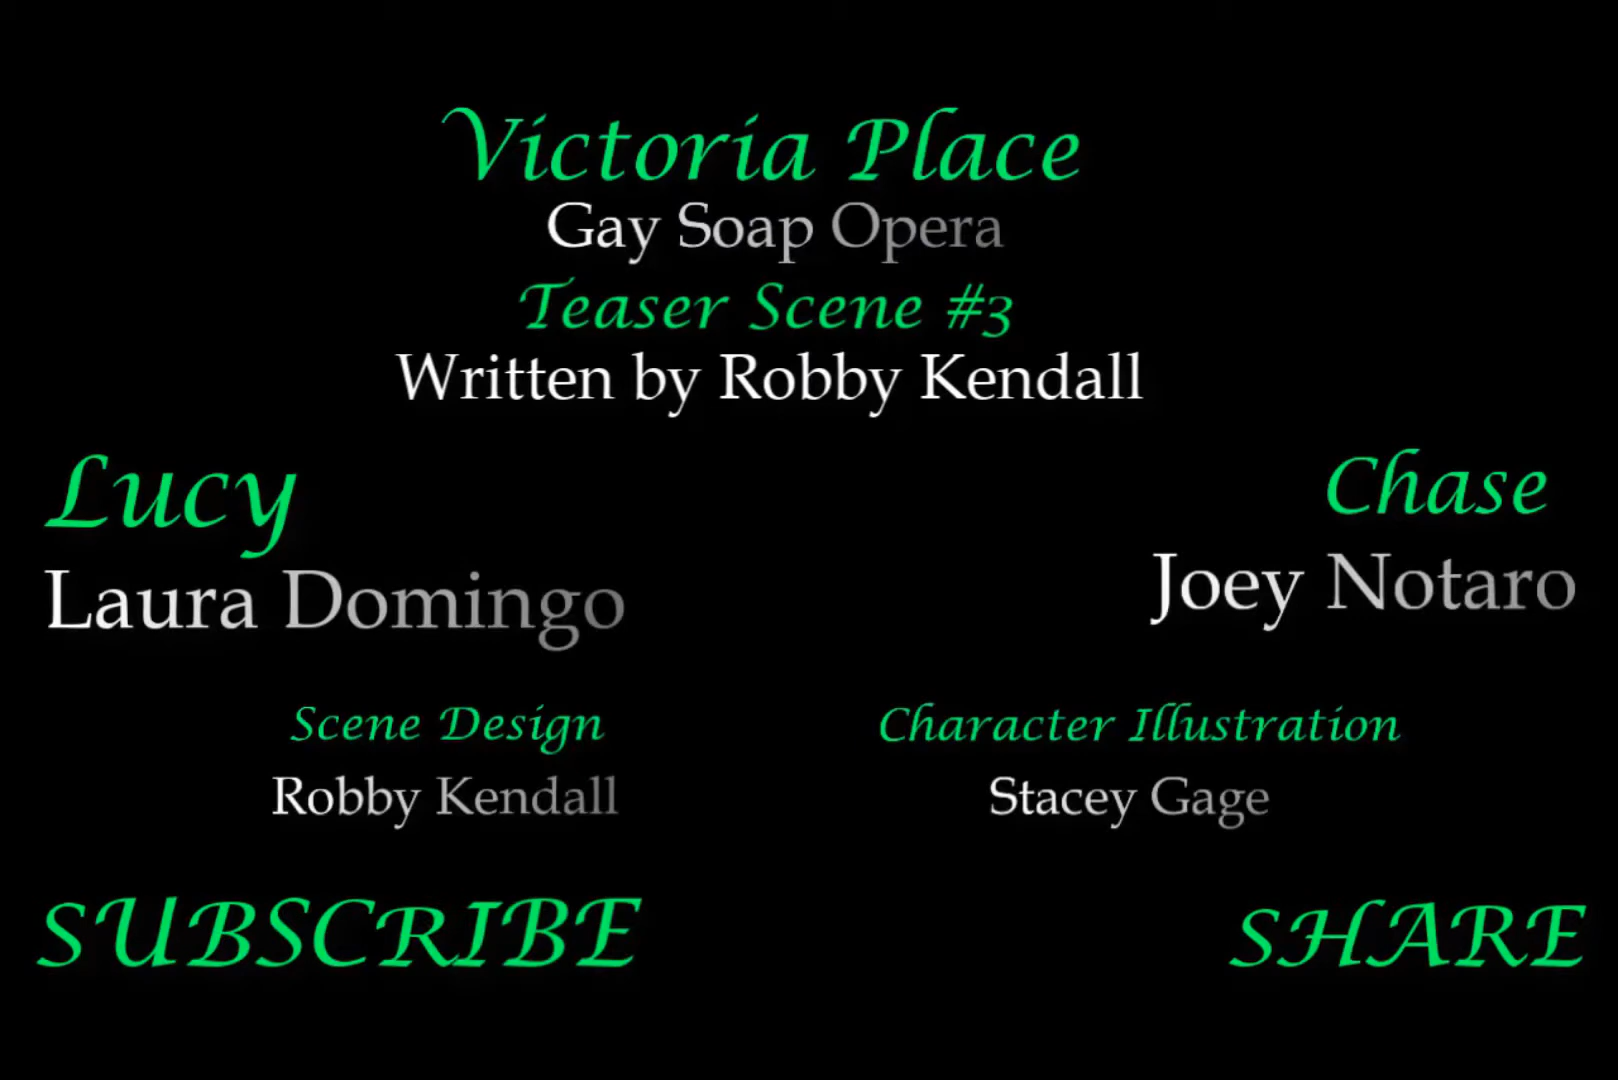 Victoria Place
Gay Soap Opera
Teaser Scene #3
Written by Robby Kendall
Lucy
Laura Domingo
Chase
Joey Notaro
Scene Design
Robby Kendall
Character Illustration
Stacey Gage
SUBSCRIBE
SHARE